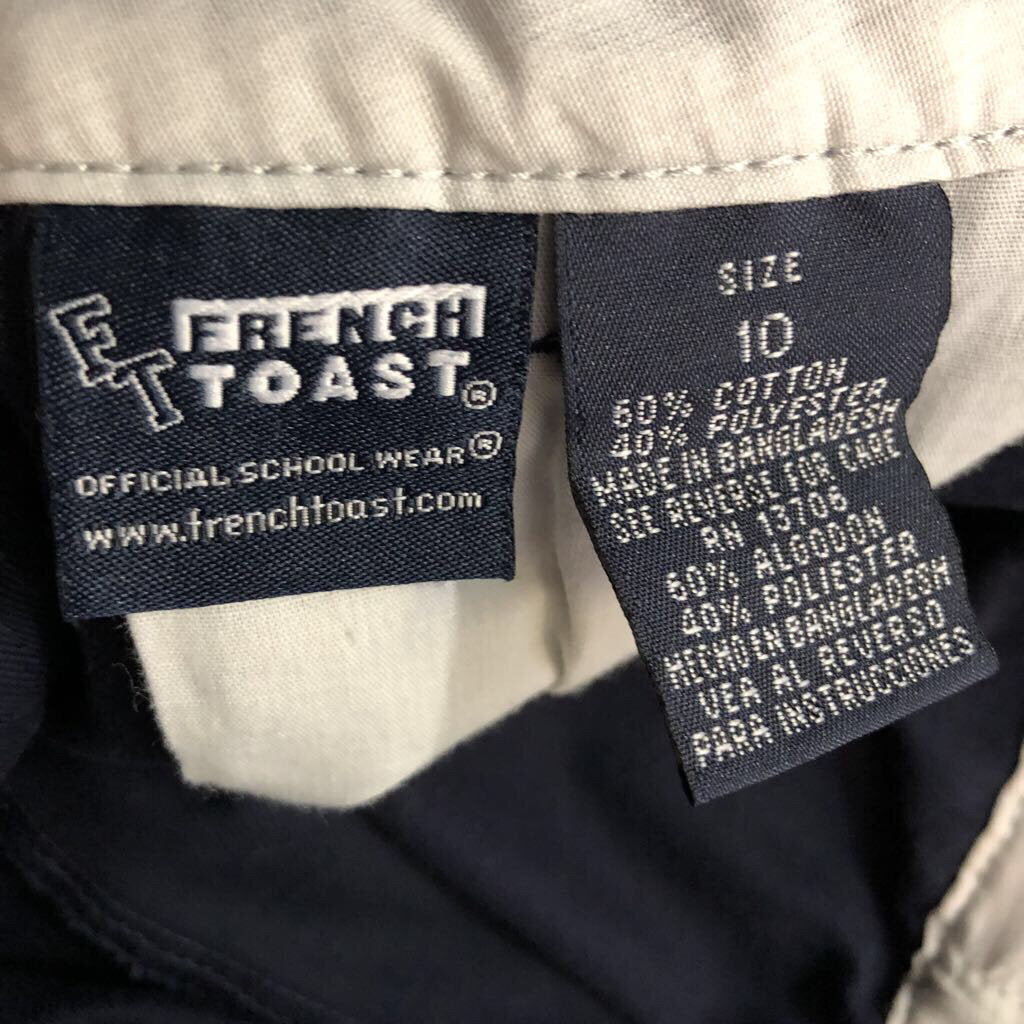 FT
FRENCH
TOAST®
OFFICIAL SCHOOL WEAR®
www.frenchtoast.com
SIZE
10
60% COTTON
40% POLYESTER
MADE IN BANGLADESH
SEE REVERSE FOR CARE
RN 13706
60% ALGODON
40% POLIESTER
HECHO EN BANGLADESH
VEA AL REVERSO
PARA INSTRUCCIONES